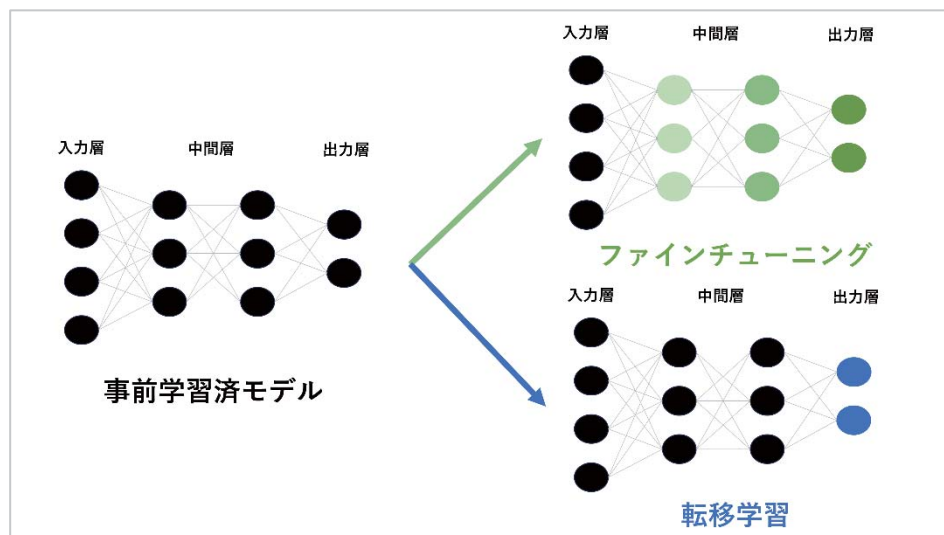 入力層 中間層 出力層
事前学習済モデル
入力層 中間層 出力層
ファインチューニング
入力層 中間層 出力層
転移学習